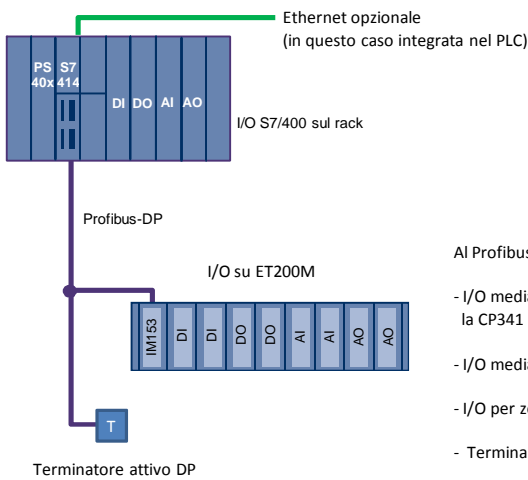 Ethernet opzionale
(in questo caso integrata nel PLC)
PS S7
40x 414
DI DO AI AO
I/O S7/400 sul rack
Profibus-DP
I/O su ET200M
IM153 DI DI DO DO AI AI AO AO
T
Terminatore attivo DP
Al Profibus
- I/O media
la CP341
- I/O media
- I/O per z
- Termina